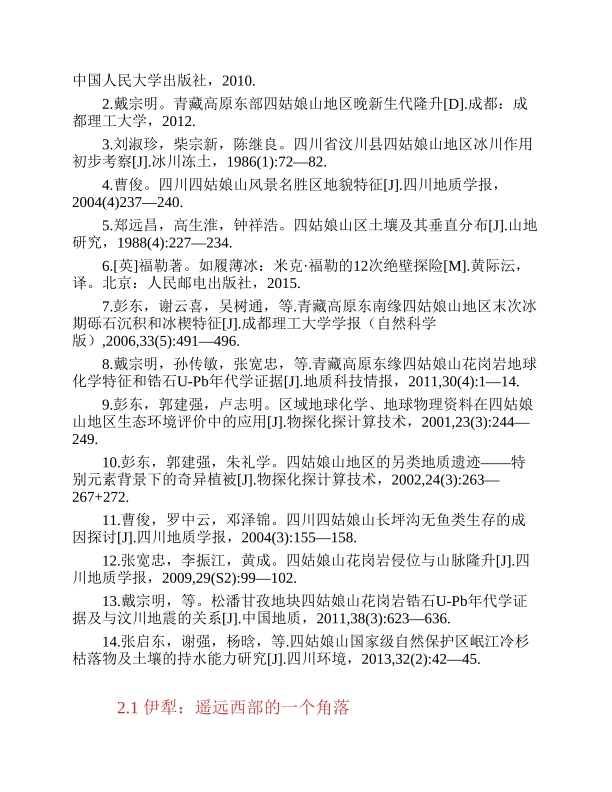 中国人民大学出版社，2010.
2.戴宗明。青藏高原东部四姑娘山地区晚新生代隆升[D].成都：成
都理工大学，2012.
3.刘淑珍，柴宗新，陈继良。四川省汶川县四姑娘山地区冰川作用
初步考察[J].冰川冻土，1986(1):72—82.
4.曹俊。四川四姑娘山风景名胜区地貌特征[J].四川地质学报，
2004(4)237—240.
5.郑远昌，高生淮，钟祥浩。四姑娘山区土壤及其垂直分布[J].山地
研究，1988(4):227—234.
6.[英]福勒著。如履薄冰：米克·福勒的12次绝壁探险[M].黄际沄，
译。北京：人民邮电出版社，2015.
7.彭东，谢云喜，吴树通，等.青藏高原东南缘四姑娘山地区末次冰
期砾石沉积和冰楔特征[J].成都理工大学学报（自然科学
版）,2006,33(5):491—496.
8.戴宗明，孙传敏，张宽忠，等.青藏高原东缘四姑娘山花岗岩地球
化学特征和锆石U-Pb年代学证据[J].地质科技情报，2011,30(4):1—14.
9.彭东，郭建强，卢志明。区域地球化学、地球物理资料在四姑娘
山地区生态环境评价中的应用[J].物探化探计算技术，2001,23(3):244—
249.
10.彭东，郭建强，朱礼学。四姑娘山地区的另类地质遗迹——特
别元素背景下的奇异植被[J].物探化探计算技术，2002,24(3):263—
267+272.
11.曹俊，罗中云，邓泽锦。四川四姑娘山长坪沟无鱼类生存的成
因探讨[J].四川地质学报，2004(3):155—158.
12.张宽忠，李振江，黄成。四姑娘山花岗岩侵位与山脉隆升[J].四
川地质学报，2009,29(S2):99—102.
13.戴宗明，等。松潘甘孜地块四姑娘山花岗岩锆石U-Pb年代学证
据及与汶川地震的关系[J].中国地质，2011,38(3):623—636.
14.张启东，谢强，杨晗，等.四姑娘山国家级自然保护区岷江冷杉
枯落物及土壤的持水能力研究[J].四川环境，2013,32(2):42—45.
2.1 伊犁：遥远西部的一个角落